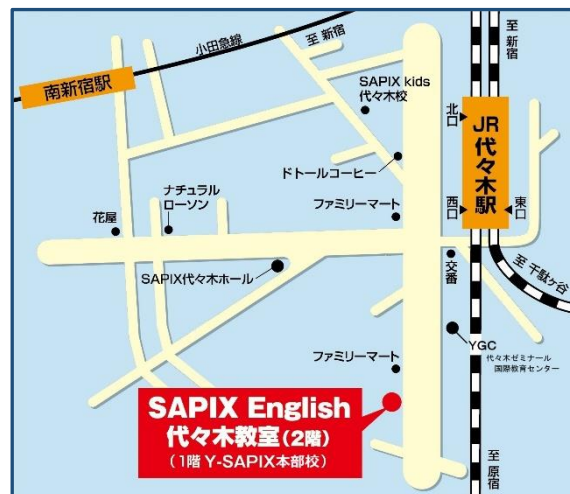 小田急線
至 新宿
至 新宿
南新宿駅
SAPIX kids
代々木校
北口
JR代々木駅
ドトールコーヒー
ナチュラル
ローソン
花屋
ファミリーマート
西口
東口
SAPIX代々木ホール
交番
至 千駄ヶ谷
YGC
代々木ゼミナール
国際教育センター
ファミリーマート
SAPIX English
代々木教室(2階)
(1階 Y-SAPIX本部校)
至 原宿